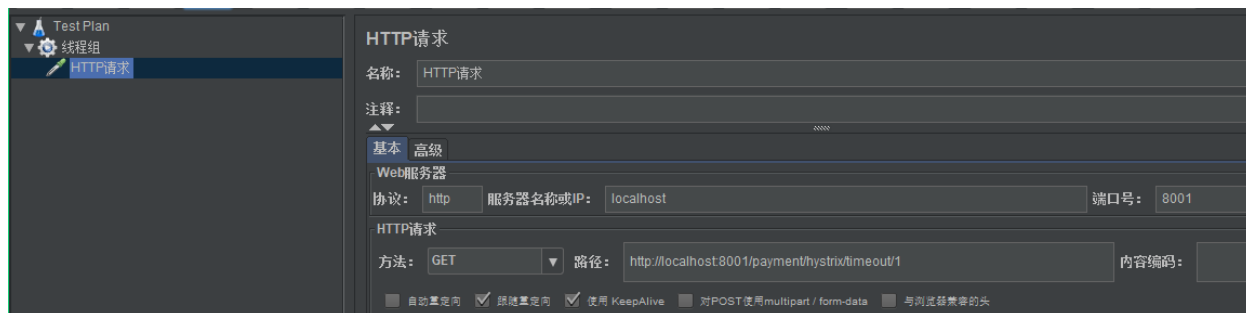 Test Plan
线程组
HTTP请求
HTTP请求
名称: HTTP请求
注释:
基本 高级
Web服务器
协议: http 服务器名称或IP: localhost 端口号: 8001
HTTP请求
方法: GET 路径: http://localhost:8001/payment/hystrix/timeout/1 内容编码:
自动重定向 跟随重定向 使用 KeepAlive 对POST使用multipart / form-data 与浏览器兼容的头